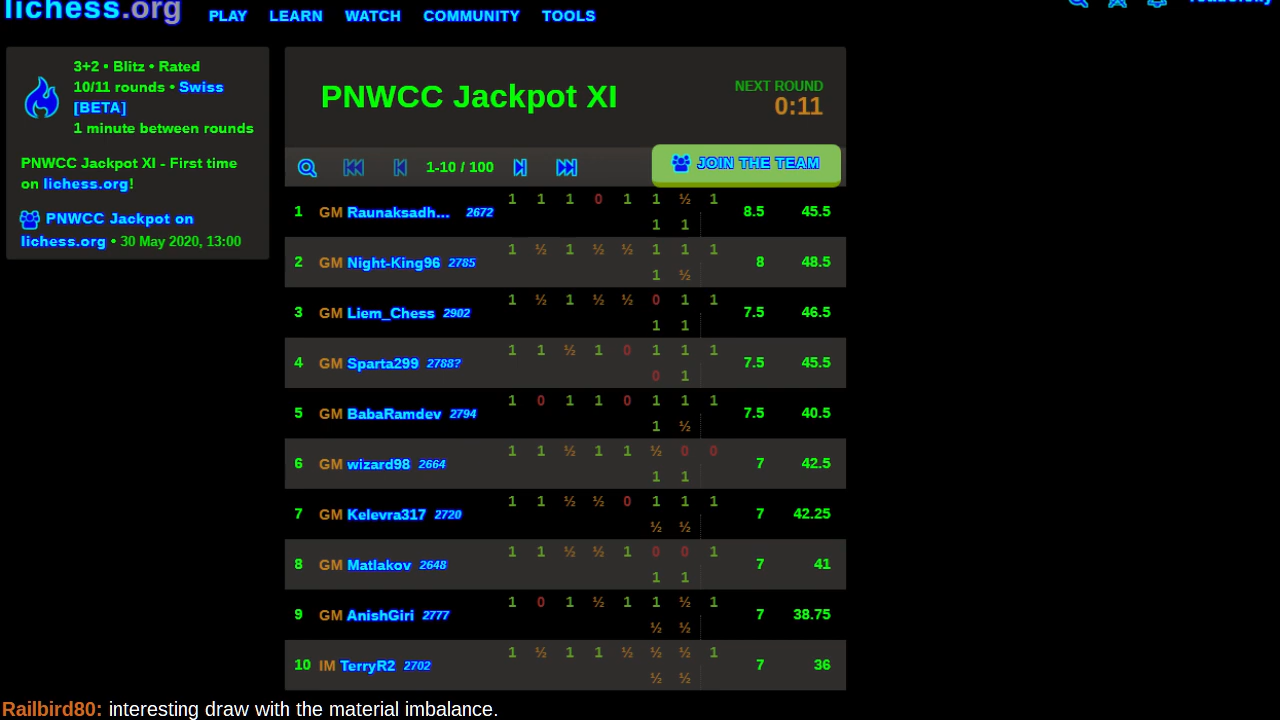 lichess.org
PLAY LEARN WATCH COMMUNITY TOOLS
3+2 • Blitz • Rated
10/11 rounds • Swiss
[BETA]
1 minute between rounds
PNWCC Jackpot XI - First time
on lichess.org!
PNWCC Jackpot on
lichess.org • 30 May 2020, 13:00
PNWCC Jackpot XI
NEXT ROUND
0:11
1-10 / 100
JOIN THE TEAM
1 GM Raunaksadh... 2672 1 1 1 0 1 1 ½ 1 8.5 45.5
1 1
2 GM Night-King96 2785 1 ½ 1 ½ ½ 1 1 1 8 48.5
1 ½
3 GM Liem_Chess 2902 1 ½ 1 ½ ½ 0 1 1 7.5 46.5
1 1
4 GM Sparta299 2788? 1 1 ½ 1 0 1 1 1 7.5 45.5
0 1
5 GM BabaRamdev 2794 1 0 1 1 0 1 1 1 7.5 40.5
1 ½
6 GM wizard98 2664 1 1 ½ 1 1 ½ 0 0 7 42.5
1 1
7 GM Kelevra317 2720 1 1 ½ ½ 0 1 1 1 7 42.25
½ ½
8 GM Matlakov 2648 1 1 ½ ½ 1 0 0 1 7 41
1 1
9 GM AnishGiri 2777 1 0 1 ½ 1 1 ½ 1 7 38.75
½ ½
10 IM TerryR2 2702 1 ½ 1 1 ½ ½ ½ 1 7 36
½ ½
Railbird80: interesting draw with the material imbalance.